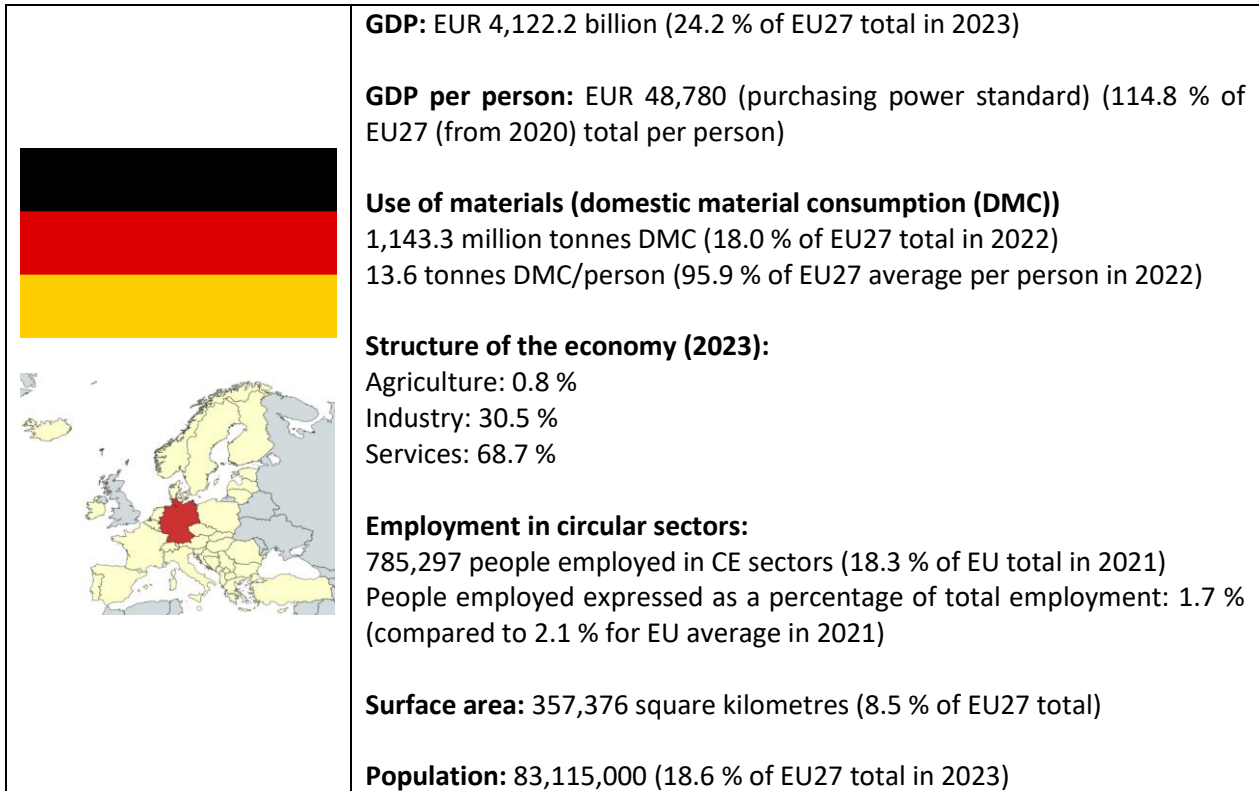 GDP: EUR 4,122.2 billion (24.2 % of EU27 total in 2023)
GDP per person: EUR 48,780 (purchasing power standard) (114.8 % of
EU27 (from 2020) total per person)
Use of materials (domestic material consumption (DMC))
1,143.3 million tonnes DMC (18.0 % of EU27 total in 2022)
13.6 tonnes DMC/person (95.9 % of EU27 average per person in 2022)
Structure of the economy (2023):
Agriculture: 0.8 %
Industry: 30.5 %
Services: 68.7 %
Employment in circular sectors:
785,297 people employed in CE sectors (18.3 % of EU total in 2021)
People employed expressed as a percentage of total employment: 1.7 %
(compared to 2.1 % for EU average in 2021)
Surface area: 357,376 square kilometres (8.5 % of EU27 total)
Population: 83,115,000 (18.6 % of EU27 total in 2023)